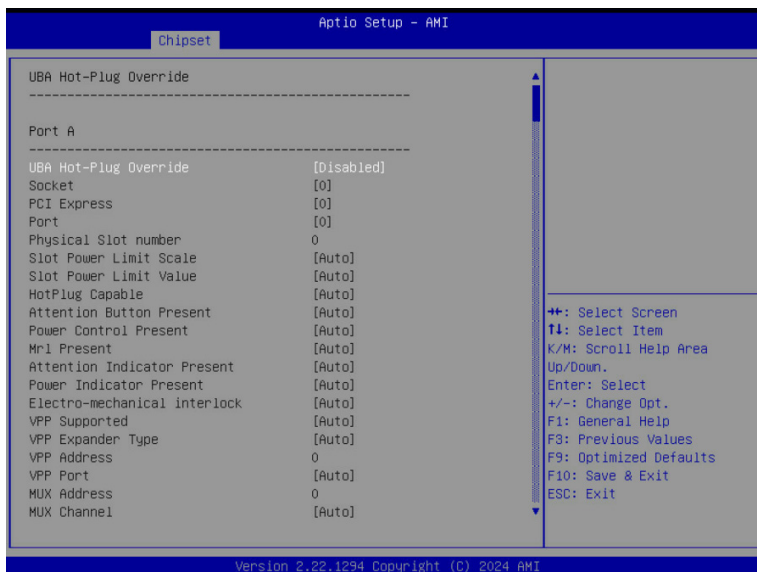 Aptio Setup - AMI
Chipset
UBA Hot-Plug Override
--------------------------------------------------
Port A
--------------------------------------------------
UBA Hot-Plug Override [Disabled]
Socket [0]
PCI Express [0]
Port [0]
Physical Slot number 0
Slot Power Limit Scale [Auto]
Slot Power Limit Value [Auto]
HotPlug Capable [Auto]
Attention Button Present [Auto]
Power Control Present [Auto]
Mrl Present [Auto]
Attention Indicator Present [Auto]
Power Indicator Present [Auto]
Electro-mechanical interlock [Auto]
VPP Supported [Auto]
VPP Expander Type [Auto]
VPP Address 0
VPP Port [Auto]
MUX Address 0
MUX Channel [Auto]
→←: Select Screen
↑↓: Select Item
K/M: Scroll Help Area
Up/Down.
Enter: Select
+/-: Change Opt.
F1: General Help
F3: Previous Values
F9: Optimized Defaults
F10: Save & Exit
ESC: Exit
Version 2.22.1294 Copyright (C) 2024 AMI